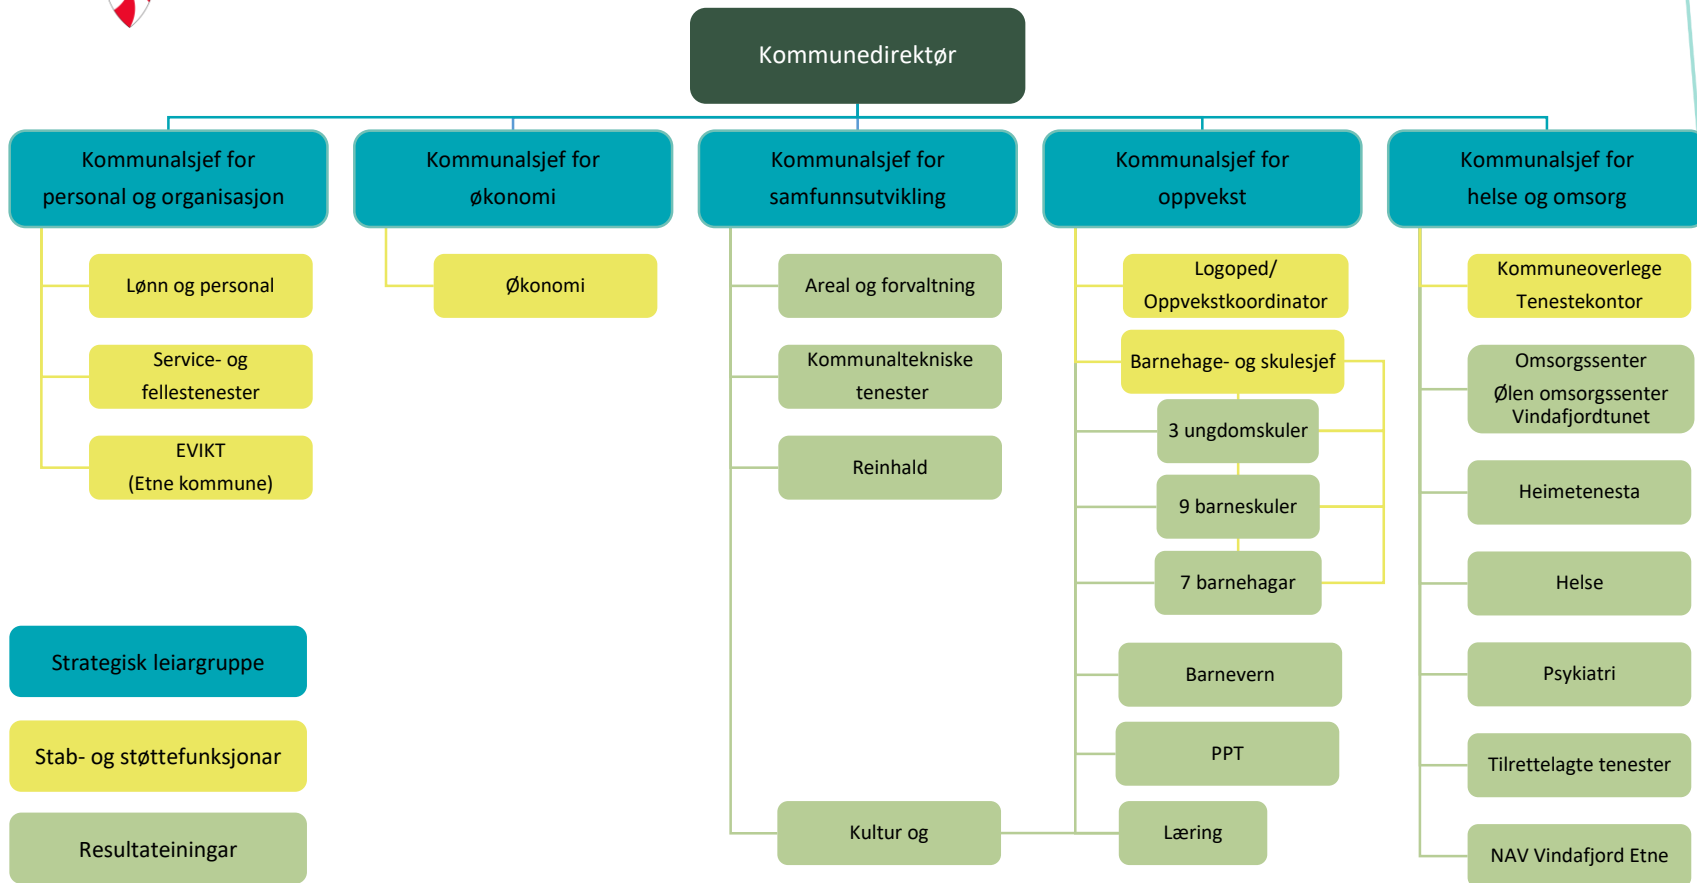 Kommunedirektør
Kommunalsjef for
personal og organisasjon
Kommunalsjef for
økonomi
Kommunalsjef for
samfunnsutvikling
Kommunalsjef for
oppvekst
Kommunalsjef for
helse og omsorg
Lønn og personal
Service- og
fellestenester
EVIKT
(Etne kommune)
Økonomi
Areal og forvaltning
Kommunaltekniske
tenester
Reinhald
Kultur og
Logoped/
Oppvekstkoordinator
Barnehage- og skulesjef
3 ungdomskuler
9 barneskuler
7 barnehagar
Barnevern
PPT
Læring
Kommuneoverlege
Tenestekontor
Omsorgssenter
Ølen omsorgssenter
Vindafjordtunet
Heimetenesta
Helse
Psykiatri
Tilrettelagte tenester
NAV Vindafjord Etne
Strategisk leiargruppe
Stab- og støttefunksjonar
Resultateiningar